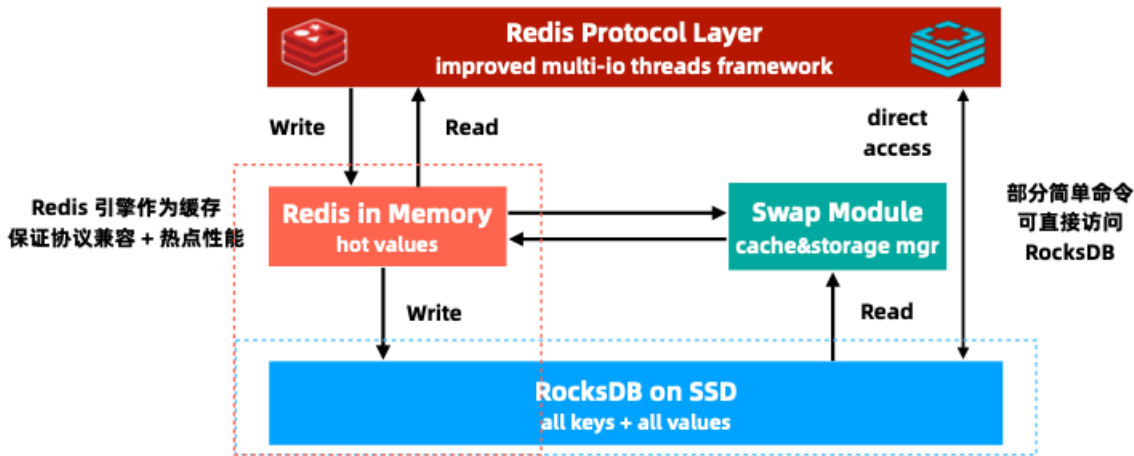 Redis Protocol Layer
improved multi-io threads framework
Write
Read
direct
access
Redis 引擎作为缓存
保证协议兼容 + 热点性能
Redis in Memory
hot values
Swap Module
cache&storage mgr
部分简单命令
可直接访问
RocksDB
Write
Read
RocksDB on SSD
all keys + all values